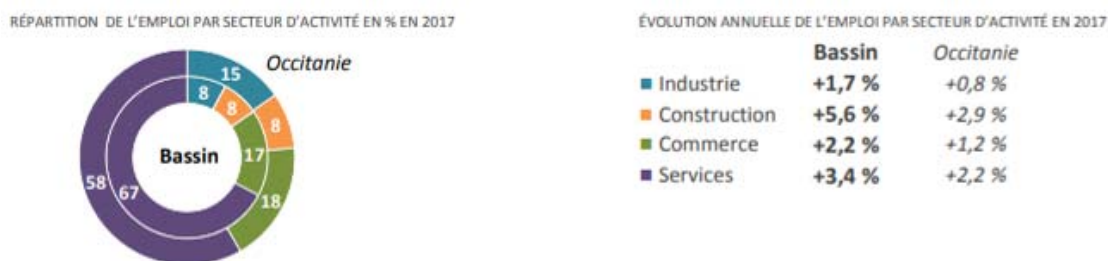 RÉPARTITION DE L'EMPLOI PAR SECTEUR D'ACTIVITÉ EN % EN 2017
Occitanie
15
8
8
8
Bassin
17
58
67
18
ÉVOLUTION ANNUELLE DE L'EMPLOI PAR SECTEUR D'ACTIVITÉ EN 2017
Bassin Occitanie
Industrie +1,7 % +0,8 %
Construction +5,6 % +2,9 %
Commerce +2,2 % +1,2 %
Services +3,4 % +2,2 %